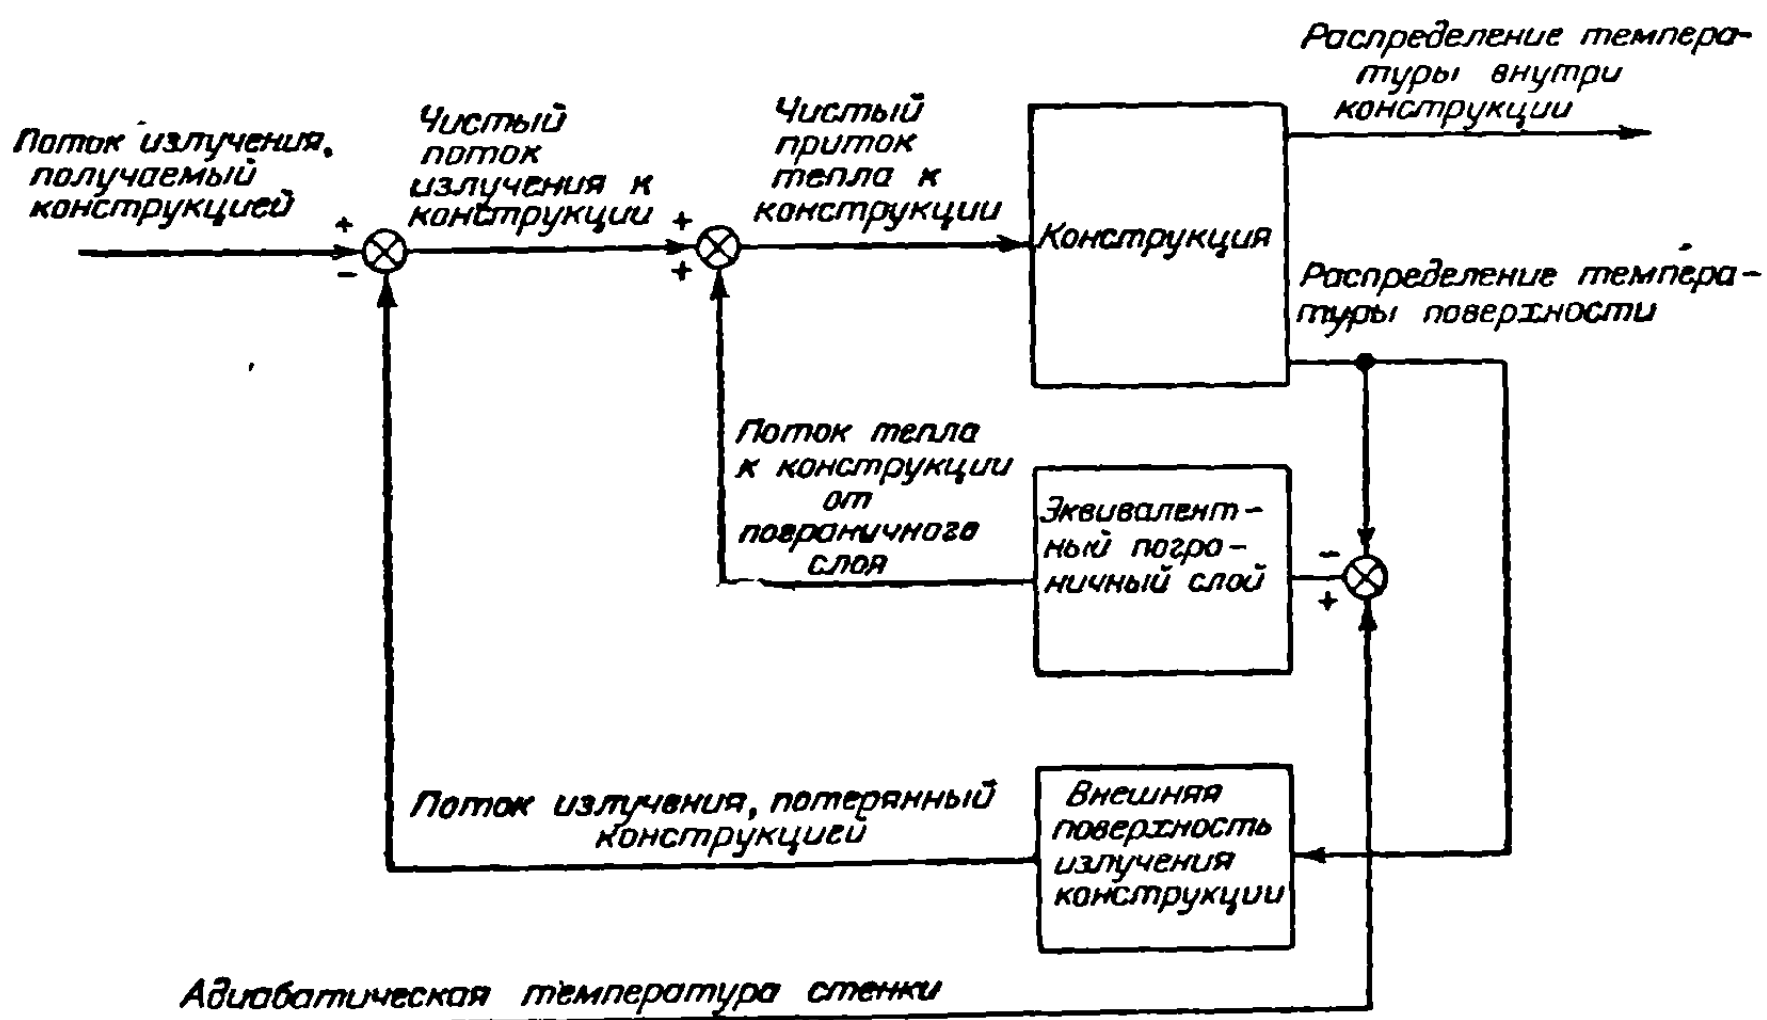 Распределение темпера-
туры внутри
конструкции
Поток излучения,
получаемый
конструкцией
Чистый
поток
излучения к
конструкции
Чистый
приток
тепла к
конструкции
+
-
+
+
Конструкция
Распределение темпера-
туры поверхности
Поток тепла
к конструкции
от
пограничного
слоя
Эквивалент-
ный погра-
ничный слой
-
+
Поток излучения, потерянный
конструкцией
Внешняя
поверхность
излучения
конструкции
Адиабатическая температура стенки